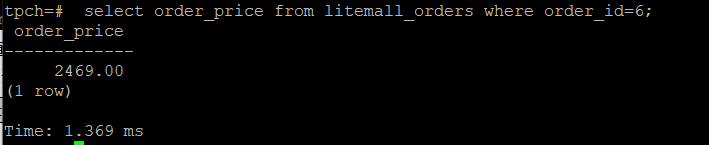 tpch=#  select order_price from litemall_orders where order_id=6;
 order_price
-------------
     2469.00
(1 row)

Time: 1.369 ms